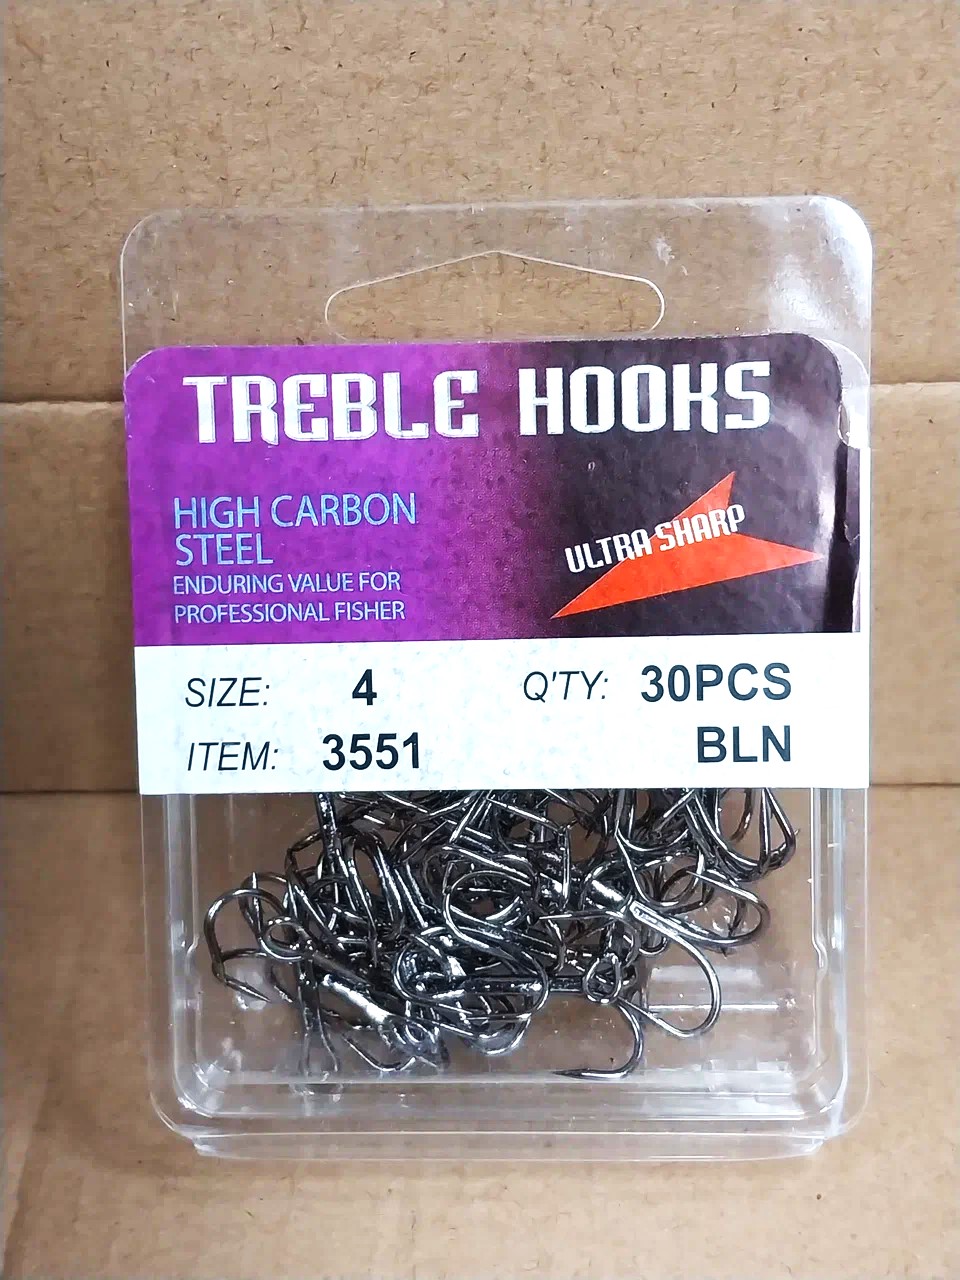 TREBLE HOOKS
HIGH CARBON
STEEL
ENDURING VALUE FOR
PROFESSIONAL FISHER
ULTRA SHARP
SIZE: 4 Q'TY: 30PCS
ITEM: 3551 BLN